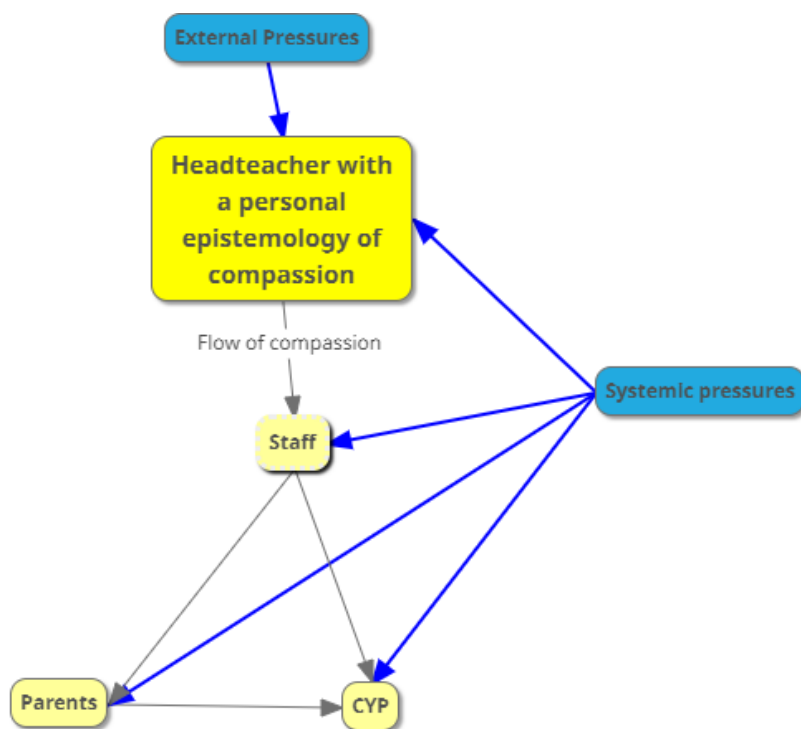 External Pressures
Headteacher with
a personal
epistemology of
compassion
Flow of compassion
Systemic pressures
Staff
Parents
CYP